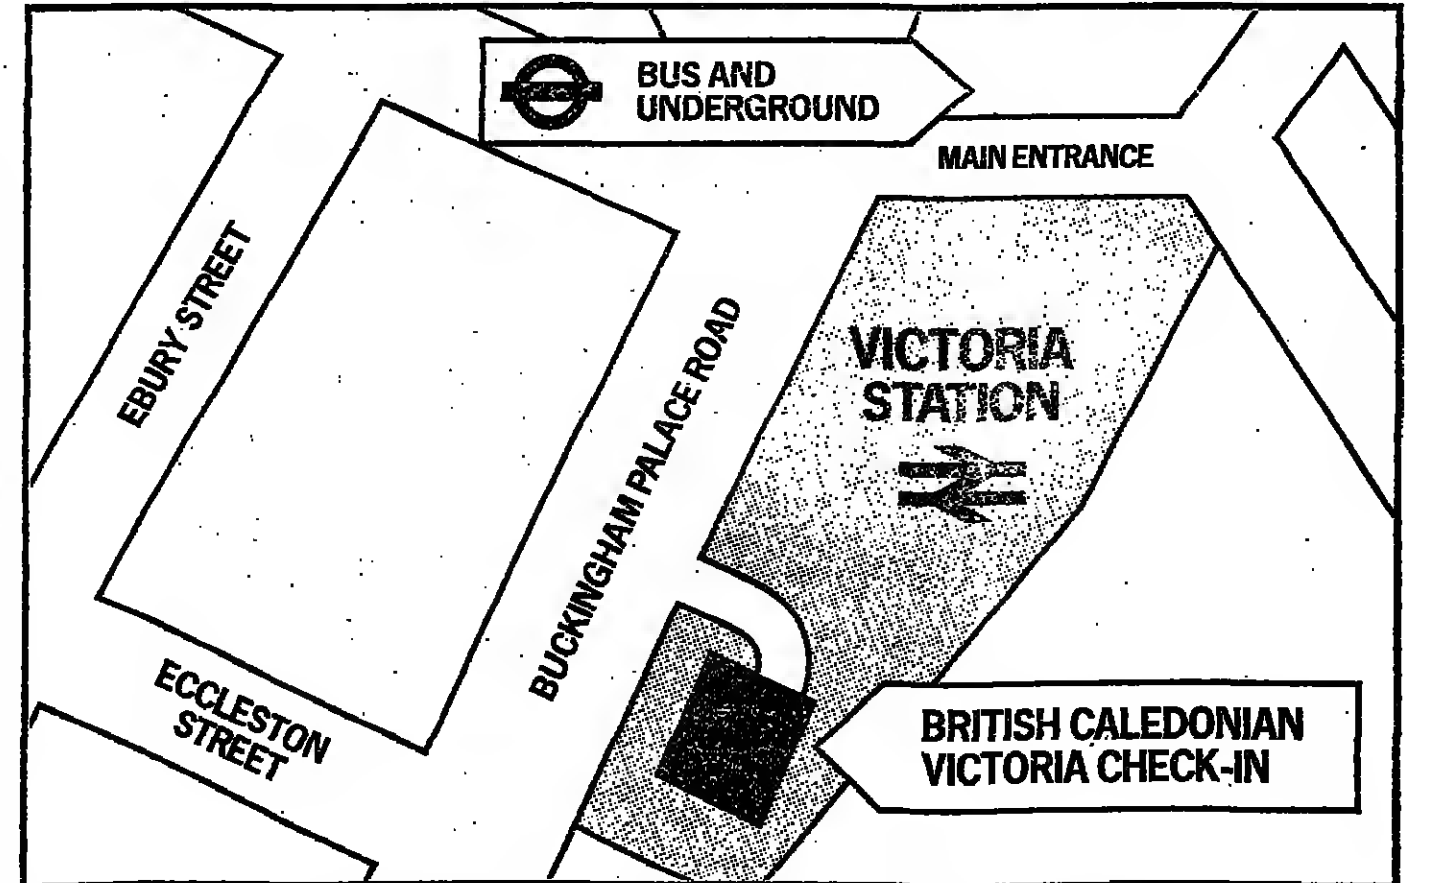 BUS AND
UNDERGROUND
MAIN ENTRANCE
EBURY STREET
BUCKINGHAM PALACE ROAD
VICTORIA
STATION
ECCLESTON
STREET
BRITISH CALEDONIAN
VICTORIA CHECK-IN